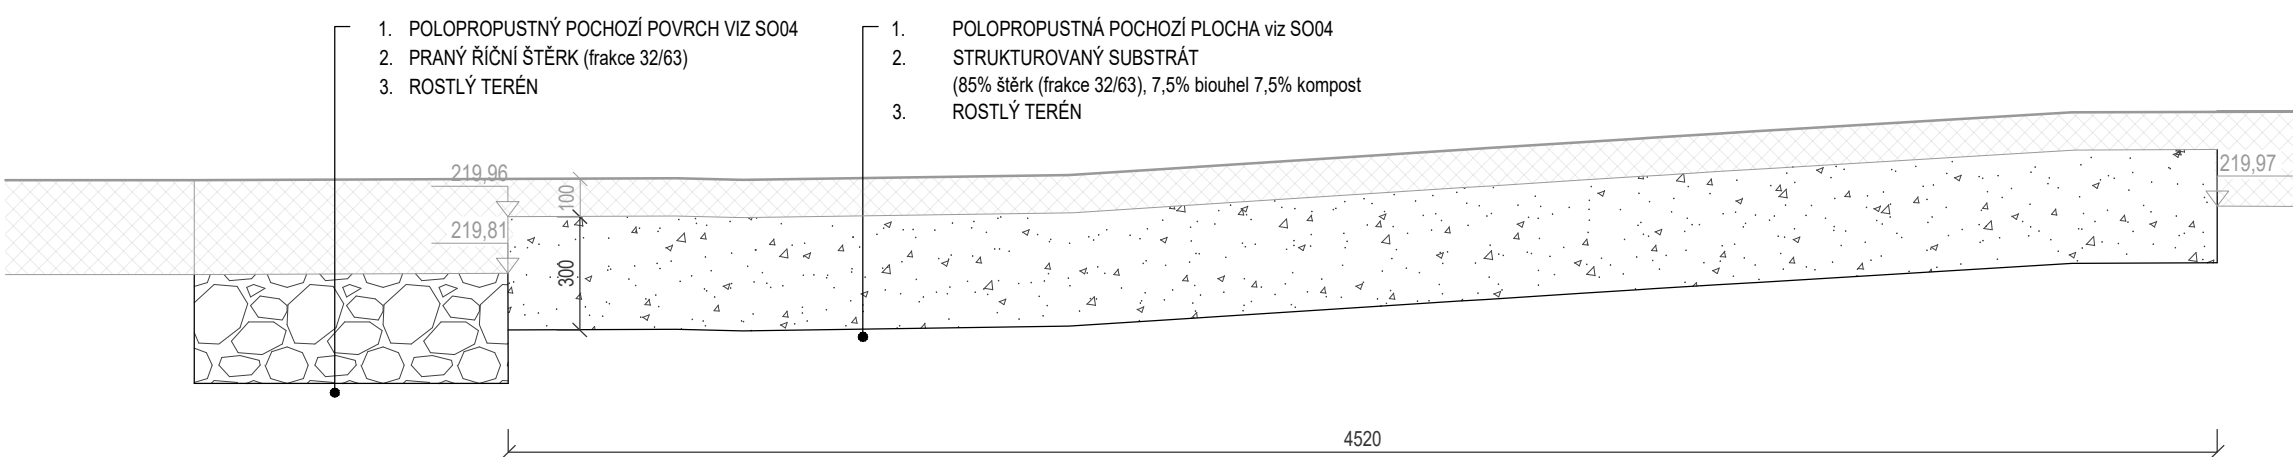 1. POLOPROPUSTNÝ POCHOZÍ POVRCH VIZ SO04
2. PRANÝ ŘÍČNÍ ŠTĚRK (frakce 32/63)
3. ROSTLÝ TERÉN
1. POLOPROPUSTNÁ POCHOZÍ PLOCHA viz SO04
2. STRUKTUROVANÝ SUBSTRÁT
(85% štěrk (frakce 32/63), 7,5% biouhel 7,5% kompost
3. ROSTLÝ TERÉN
219,96
100
219,97
219,81
300
4520